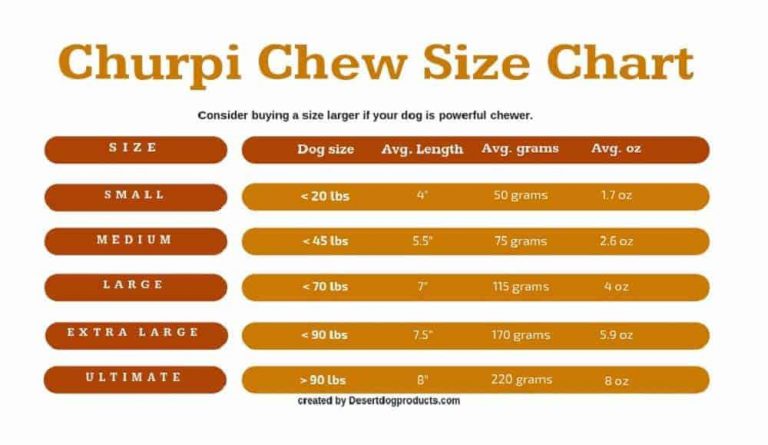 Churpi Chew Size Chart
Consider buying a size larger if your dog is powerful chewer.
SIZE Dog size Avg. Length Avg. grams Avg. oz
SMALL < 20 lbs 4" 50 grams 1.7 oz
MEDIUM < 45 lbs 5.5" 75 grams 2.6 oz
LARGE < 70 lbs 7" 115 grams 4 oz
EXTRA LARGE < 90 lbs 7.5" 170 grams 5.9 oz
ULTIMATE > 90 lbs 8" 220 grams 8 oz
created by Desertdogproducts.com